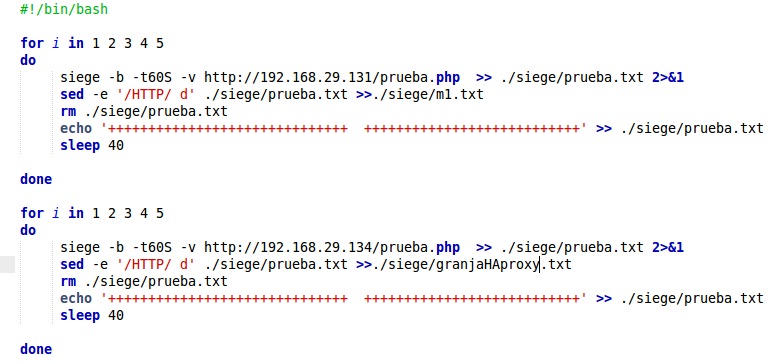 #!/bin/bash

for i in 1 2 3 4 5
do
     siege -b -t60S -v http://192.168.29.131/prueba.php  >> ./siege/prueba.txt 2>&1
     sed -e '/HTTP/ d' ./siege/prueba.txt >>./siege/m1.txt
     rm ./siege/prueba.txt
     echo '++++++++++++++++++++++++++++++  +++++++++++++++++++++++++++' >> ./siege/prueba.txt
     sleep 40

done

for i in 1 2 3 4 5
do
     siege -b -t60S -v http://192.168.29.134/prueba.php  >> ./siege/prueba.txt 2>&1
     sed -e '/HTTP/ d' ./siege/prueba.txt >>./siege/granjaHAproxy.txt
     rm ./siege/prueba.txt
     echo '++++++++++++++++++++++++++++++  +++++++++++++++++++++++++++' >> ./siege/prueba.txt
     sleep 40

done